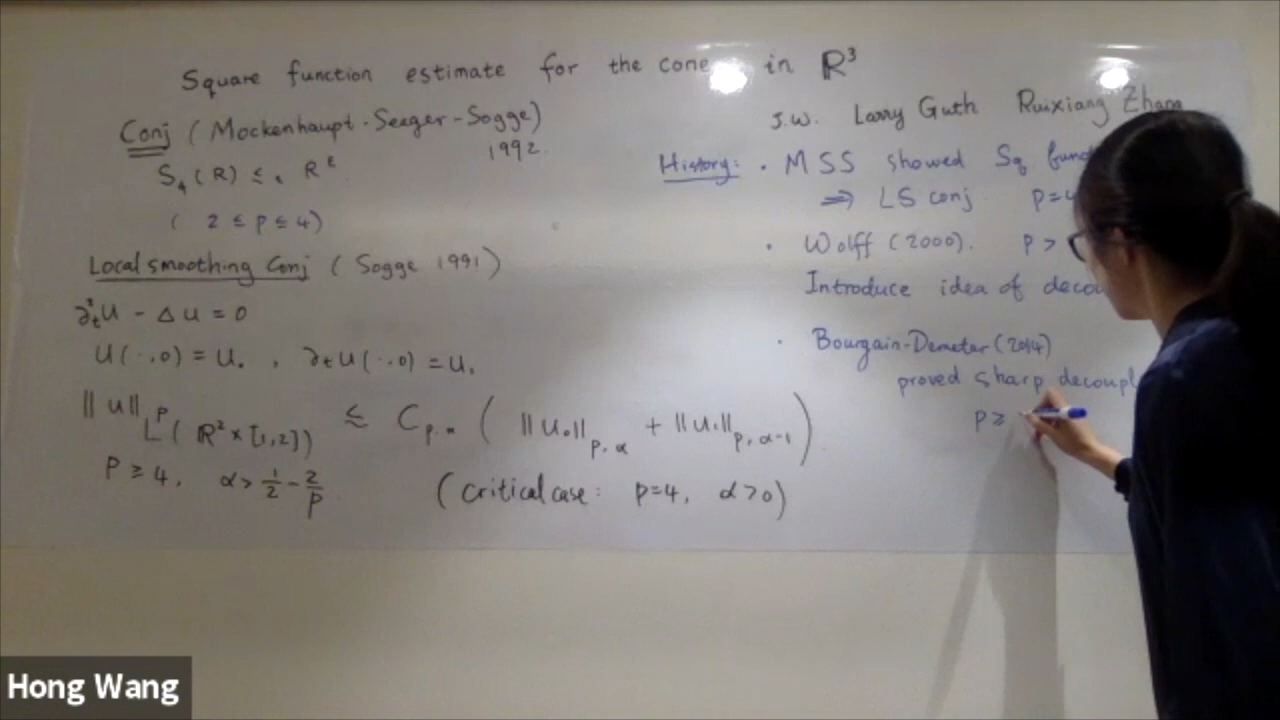 Square function estimate for the cone in ℝ³
Conj (Mockenhaupt-Seeger-Sogge)
1992.
S₄(R) ≤ₑ R^ε
(2 ≤ p ≤ 4)
Local smoothing Conj (Sogge 1991)
∂ₜ²u - Δu = 0
u(·,0) = u₀, ∂ₜu(·,0) = u₁
‖u‖_{L^p(ℝ²×[1,2])} ≲ C_{p,α} (‖u₀‖_{p,α} + ‖u₁‖_{p,α-1})
p ≥ 4, α > 1/2 - 2/p
(critical case: p=4, α>0)
J.W. Larry Guth Ruixiang Zhang
History: · MSS showed Sq
⇒ LS conj p=4
· Wolff (2000). p >
Introduce idea of
· Bourgain-Demeter (2014)
proved sharp
p ≥
Hong Wang